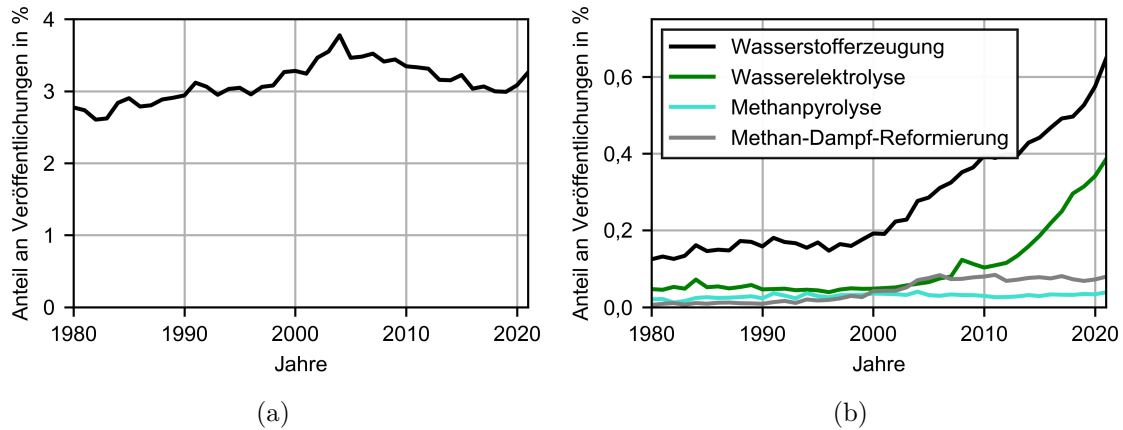 Anteil an Veröffentlichungen in %
4
3
2
1
0
1980 1990 2000 2010 2020
Jahre
(a)
Anteil an Veröffentlichungen in %
0,6
0,4
0,2
0,0
Wasserstofferzeugung
Wasserelektrolyse
Methanpyrolyse
Methan-Dampf-Reformierung
1980 1990 2000 2010 2020
Jahre
(b)